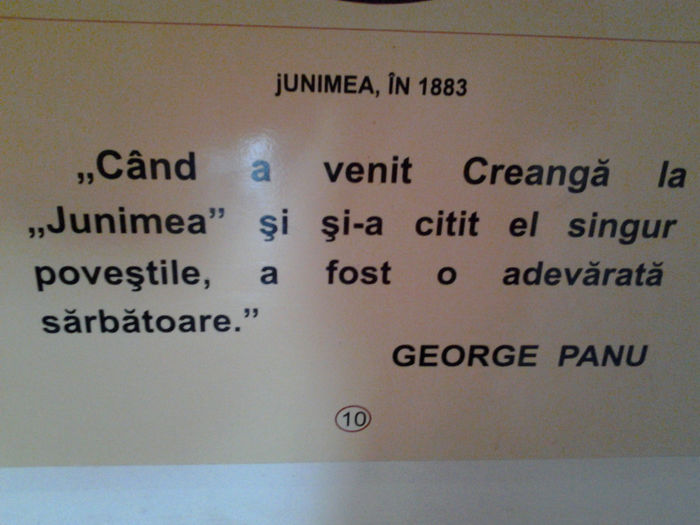 jUNIMEA, ÎN 1883
„Când a venit Creangă la
„Junimea” şi şi-a citit el singur
poveştile, a fost o adevărată
sărbătoare.”
GEORGE PANU
10